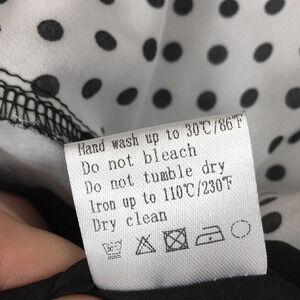 Hand wash up to 30℃/86℉
Do not bleach
Do not tumble dry
Iron up to 110℃/230℉
Dry clean